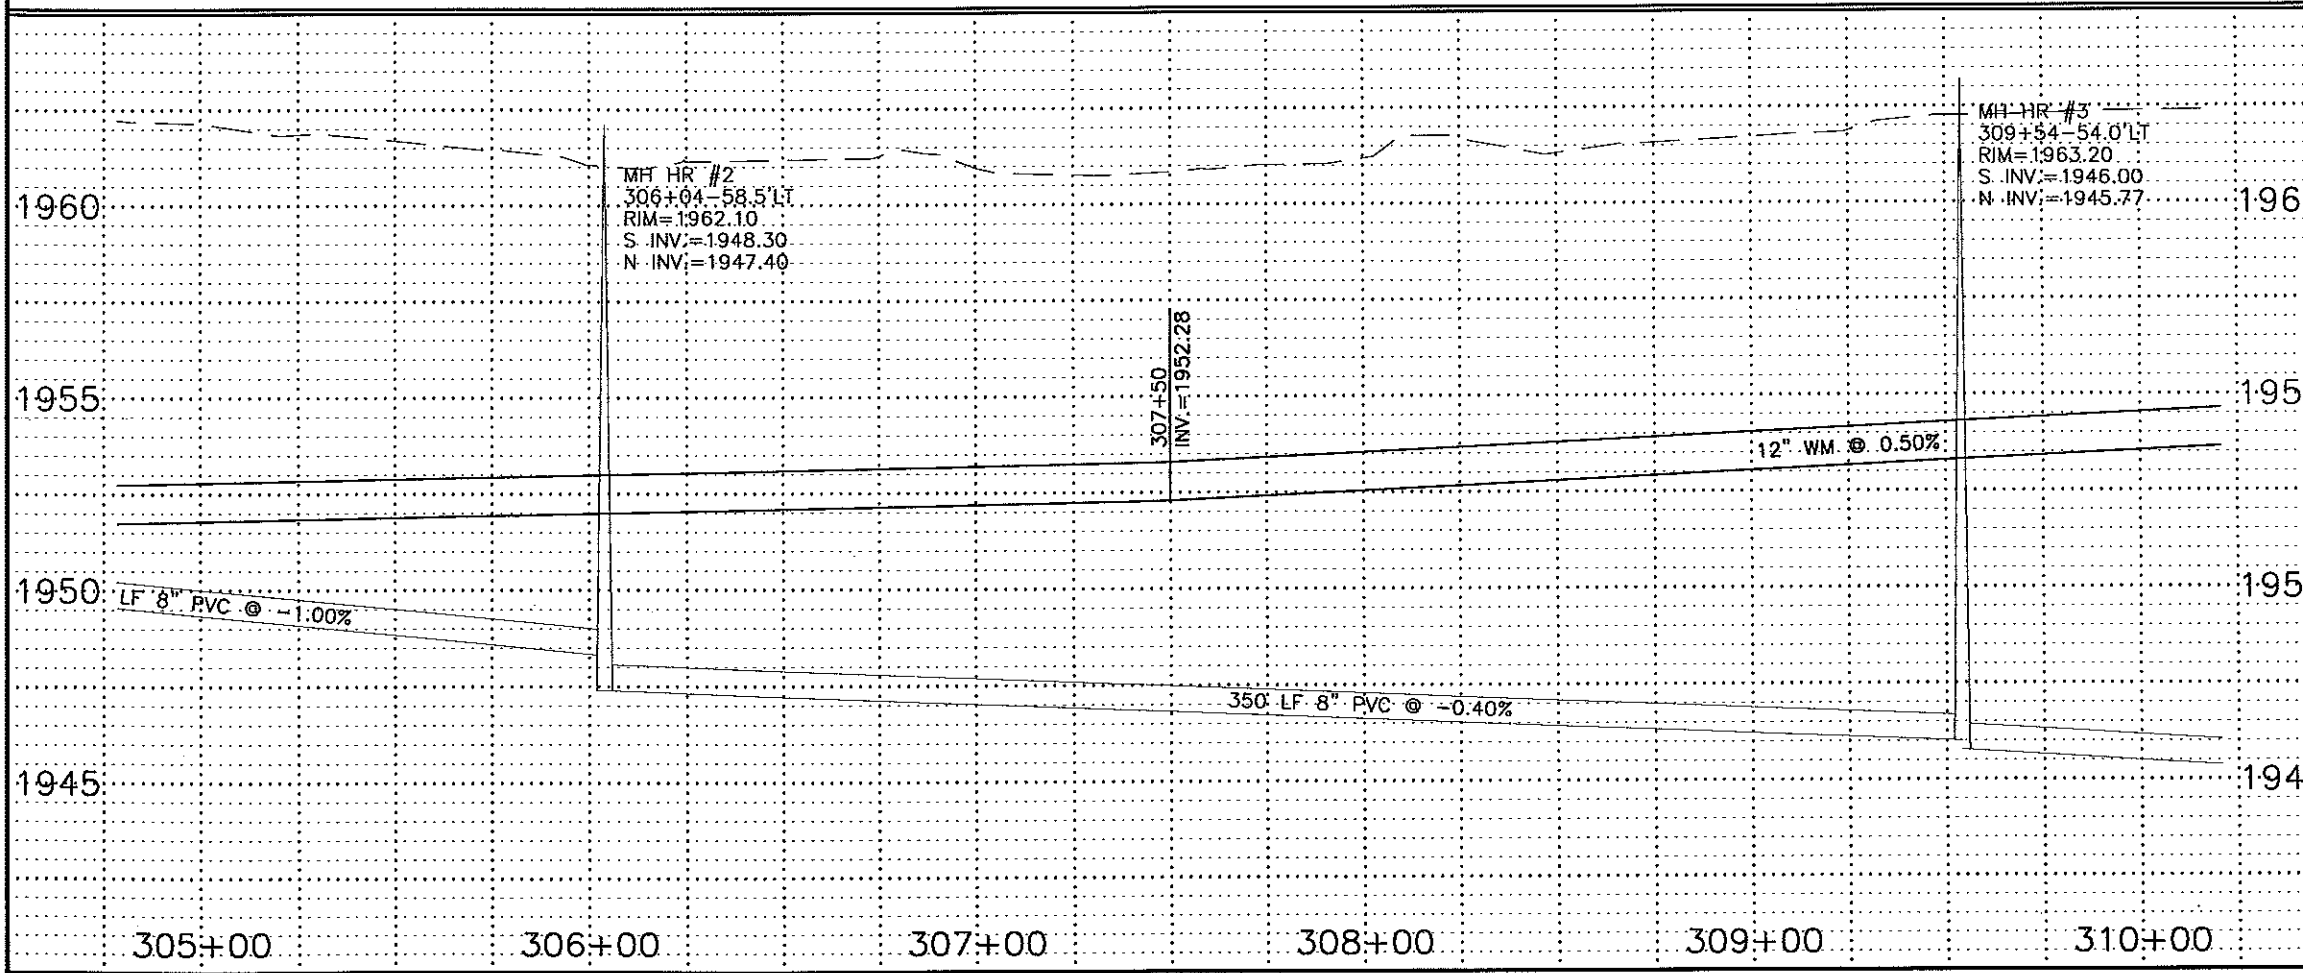 MH HR #2
306+04-58.5'LT
RIM=1962.10
S INV.=1948.30
N INV.=1947.40
MH HR #3
309+54-54.0'LT
RIM=1963.20
S INV.=1946.00
N INV.=1945.77
1960
196
307+50
INV.=1952.28
1955
195
12" WM @ 0.50%
1950
195
LF 8" PVC @ -1.00%
350 LF 8" PVC @ -0.40%
1945
194
305+00
306+00
307+00
308+00
309+00
310+00